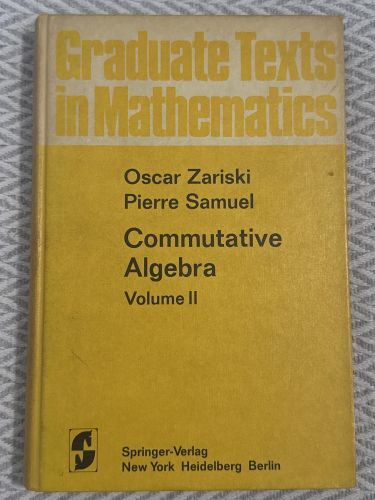 Graduate Texts
in Mathematics
Oscar Zariski
Pierre Samuel
Commutative
Algebra
Volume II
Springer-Verlag
New York Heidelberg Berlin